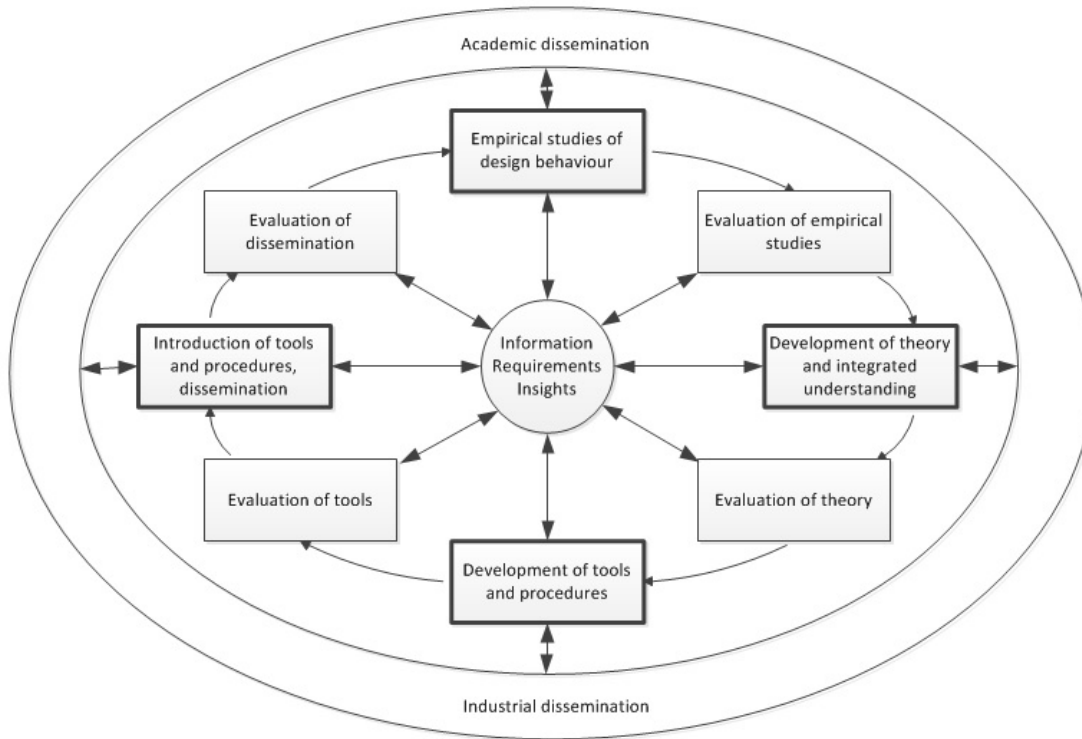 Academic dissemination
Empirical studies of
design behaviour
Evaluation of
dissemination
Evaluation of empirical
studies
Introduction of tools
and procedures,
dissemination
Information
Requirements
Insights
Development of theory
and integrated
understanding
Evaluation of tools
Evaluation of theory
Development of tools
and procedures
Industrial dissemination